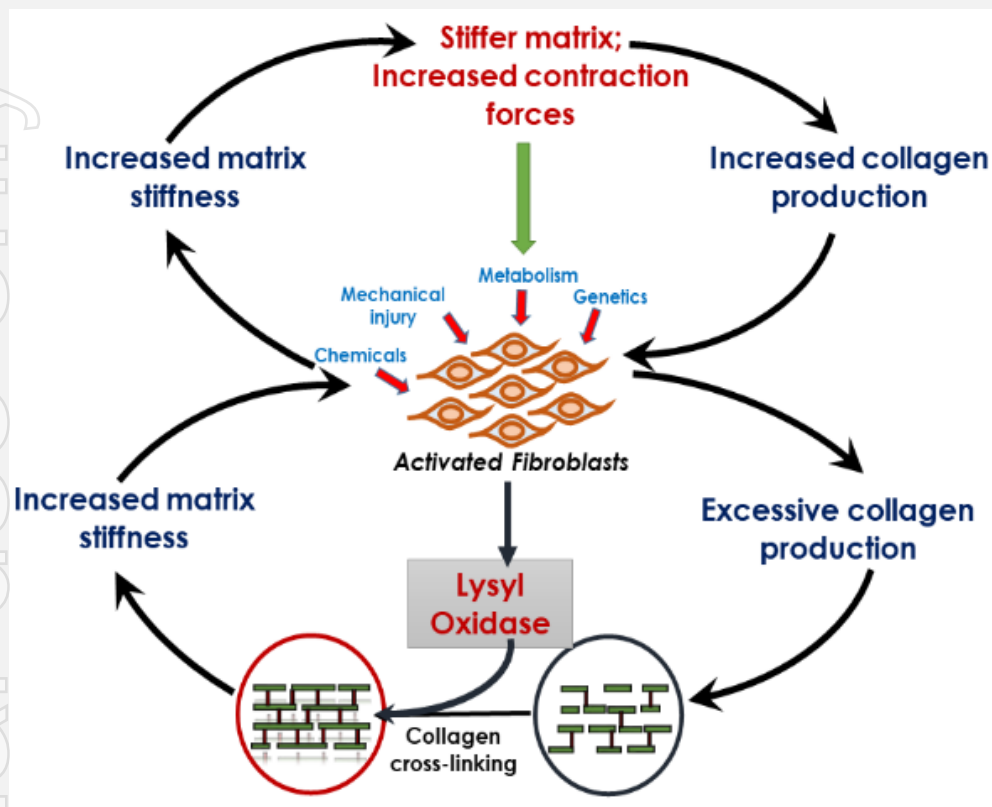 Stiffer matrix;
Increased contraction
forces
Increased matrix
stiffness
Increased collagen
production
Metabolism
Mechanical
injury
Genetics
Chemicals
Activated Fibroblasts
Increased matrix
stiffness
Excessive collagen
production
Lysyl
Oxidase
Collagen
cross-linking